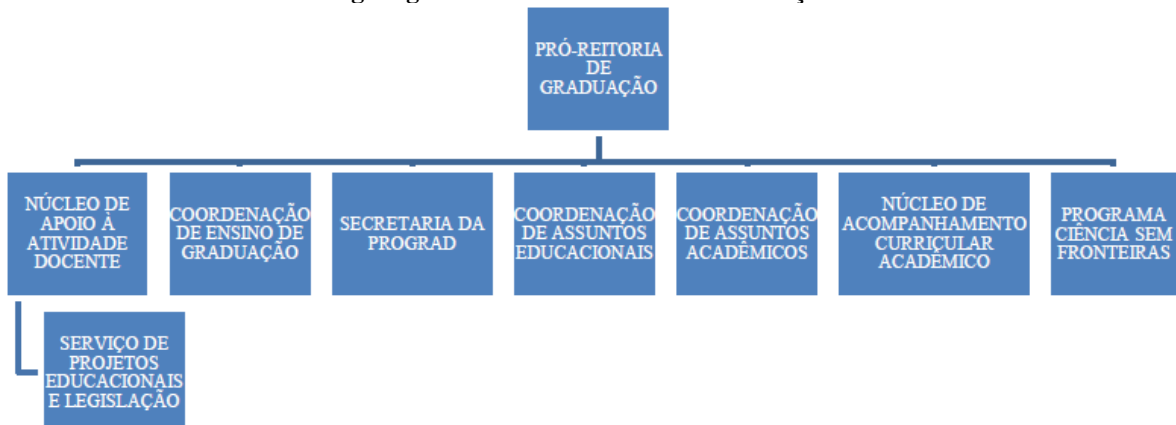 PRÓ-REITORIA
DE
GRADUAÇÃO
NÚCLEO DE
APOIO À
ATIVIDADE
DOCENTE
COORDENAÇÃO
DE ENSINO DE
GRADUAÇÃO
SECRETARIA DA
PROGRAD
COORDENAÇÃO
DE ASSUNTOS
EDUCACIONAIS
COORDENAÇÃO
DE ASSUNTOS
ACADÊMICOS
NÚCLEO DE
ACOMPANHAMENTO
CURRICULAR
ACADÊMICO
PROGRAMA
CIÊNCIA SEM
FRONTEIRAS
SERVIÇO DE
PROJETOS
EDUCACIONAIS
E LEGISLAÇÃO